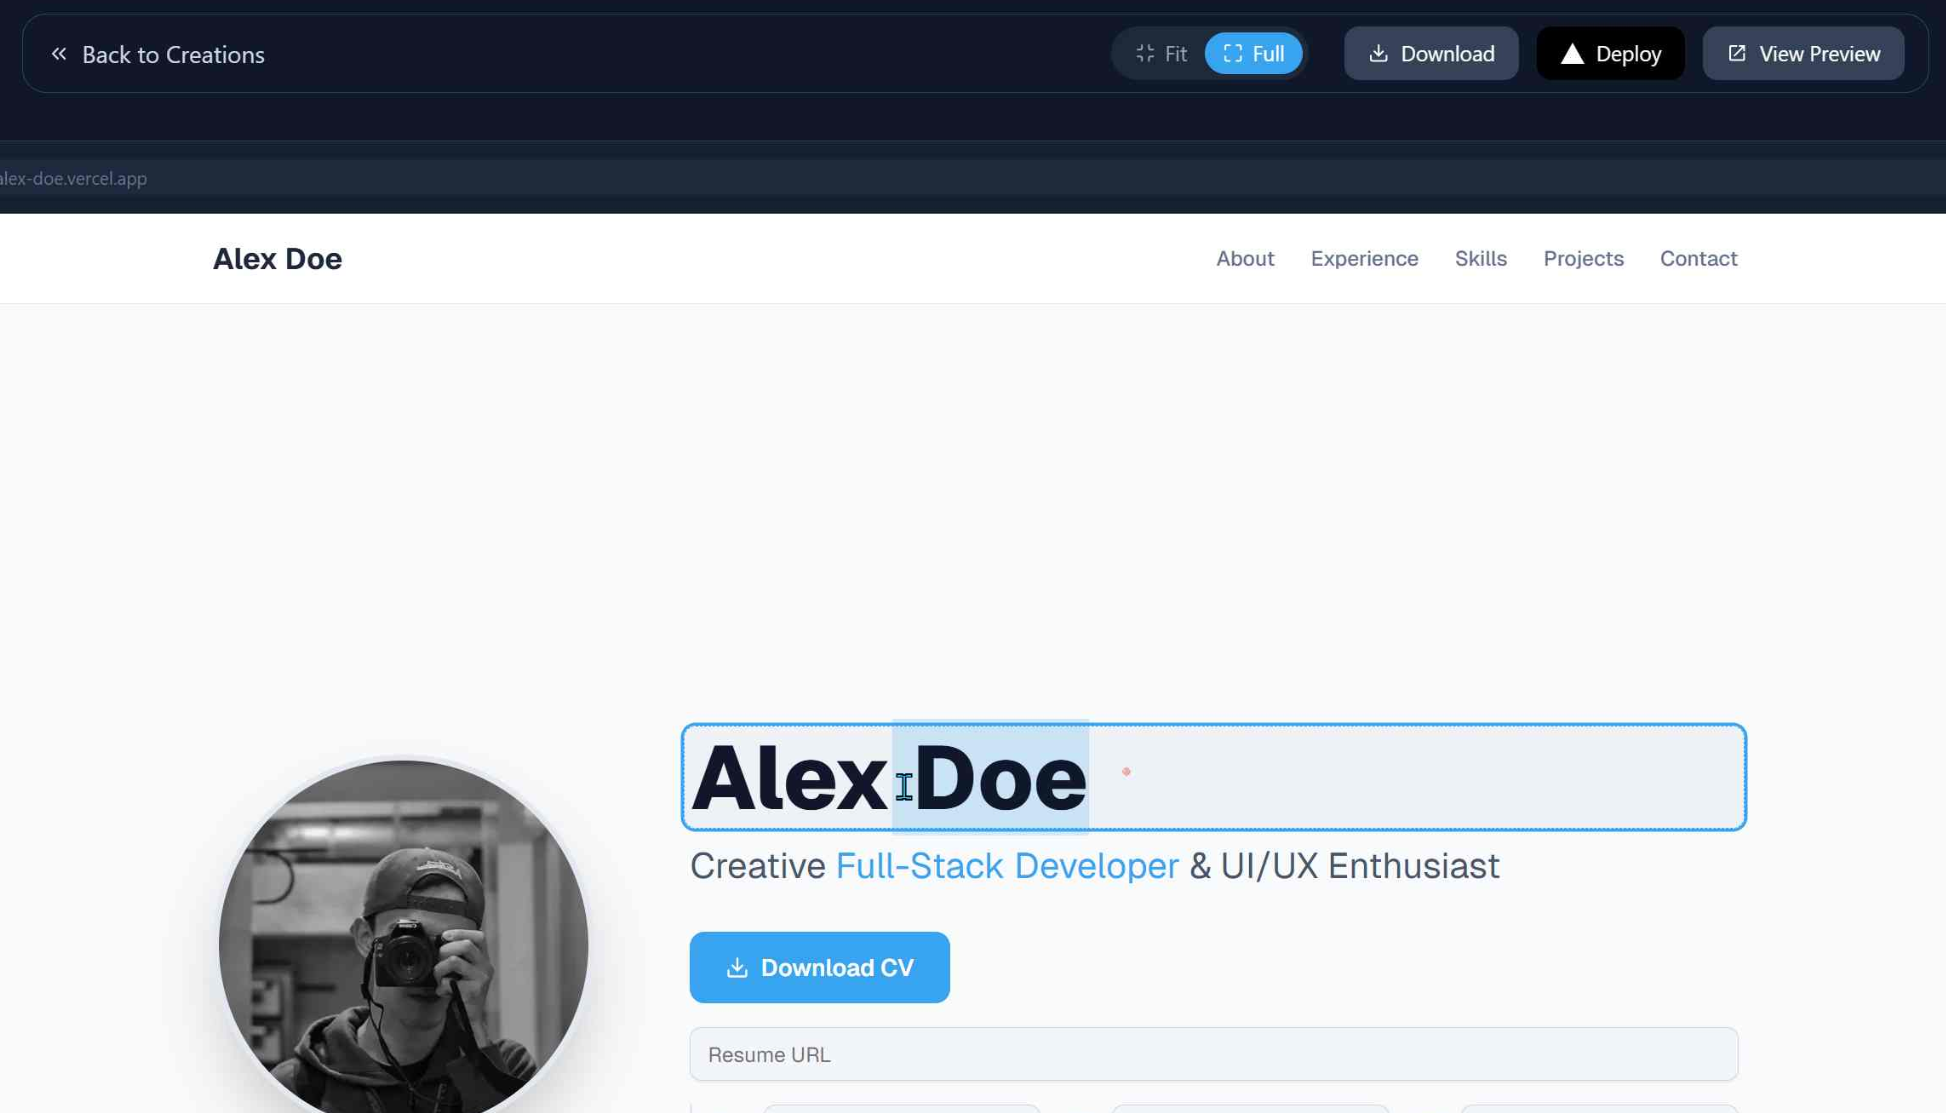 Back to Creations
Fit Full Download Deploy View Preview
alex-doe.vercel.app
Alex Doe
About Experience Skills Projects Contact
Alex Doe
Creative Full-Stack Developer & UI/UX Enthusiast
Download CV
Resume URL